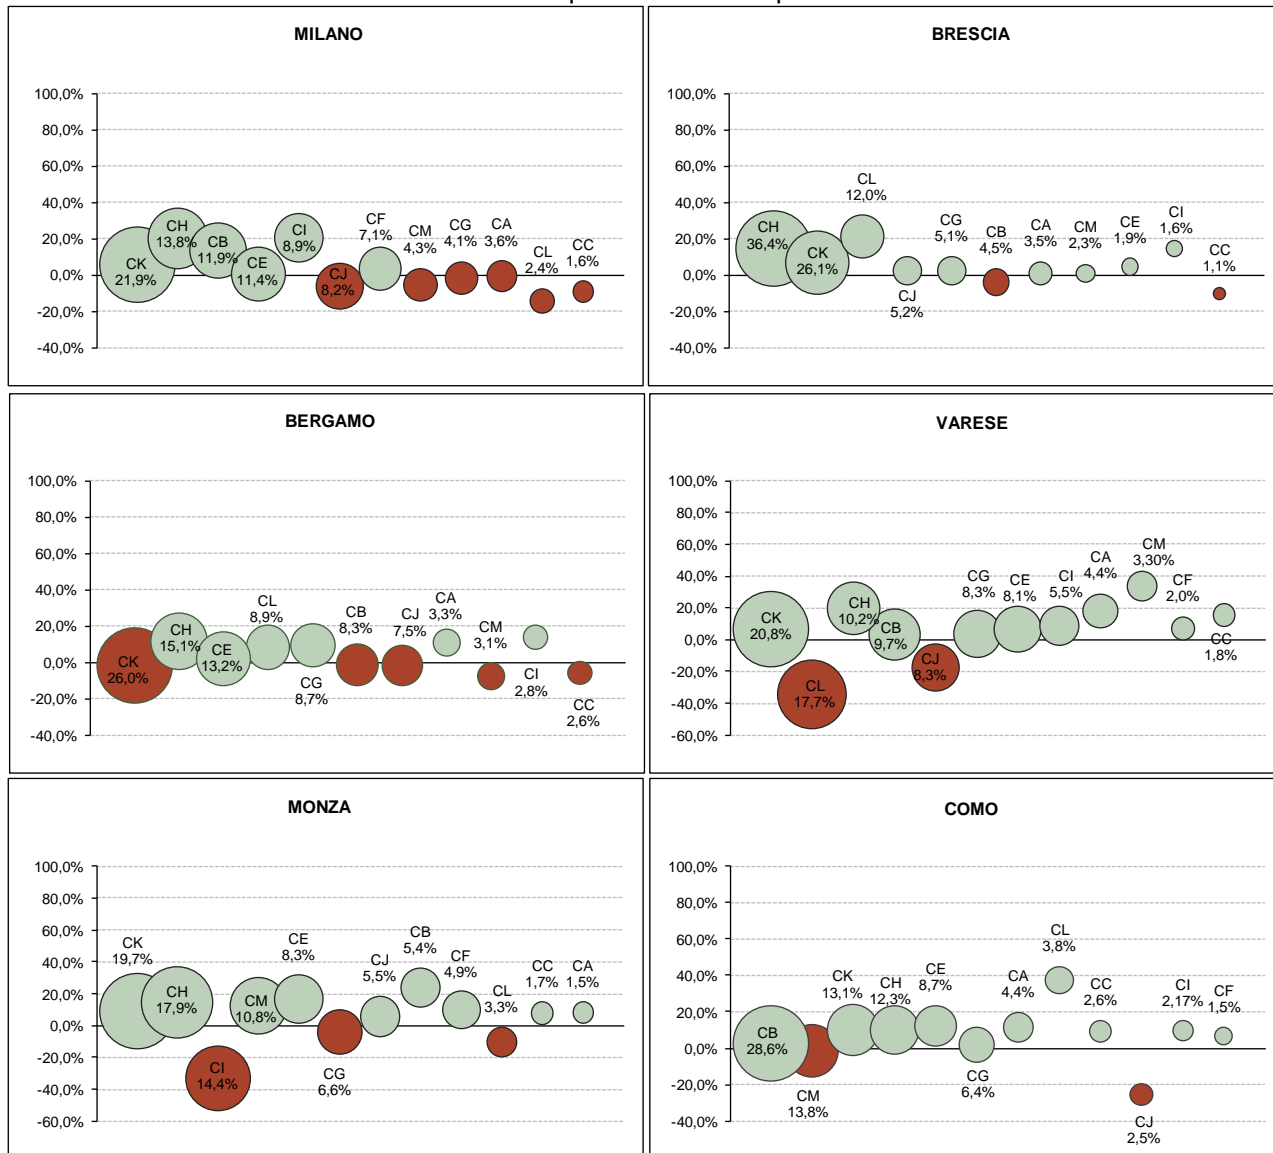 MILANO
100,0%
80,0%
60,0%
40,0%
20,0%
0,0%
-20,0%
-40,0%
CK
21,9%
CH
13,8%
CB
11,9%
CE
11,4%
CI
8,9%
CJ
8,2%
CF
7,1%
CM
4,3%
CG
4,1%
CA
3,6%
CL
2,4%
CC
1,6%
BRESCIA
100,0%
80,0%
60,0%
40,0%
20,0%
0,0%
-20,0%
-40,0%
CH
36,4%
CK
26,1%
CL
12,0%
CJ
5,2%
CG
5,1%
CB
4,5%
CA
3,5%
CM
2,3%
CE
1,9%
CI
1,6%
CC
1,1%
BERGAMO
100,0%
80,0%
60,0%
40,0%
20,0%
0,0%
-20,0%
-40,0%
CK
26,0%
CH
15,1%
CE
13,2%
CL
8,9%
CG
8,7%
CB
8,3%
CJ
7,5%
CA
3,3%
CM
3,1%
CI
2,8%
CC
2,6%
VARESE
100,0%
80,0%
60,0%
40,0%
20,0%
0,0%
-20,0%
-40,0%
-60,0%
CK
20,8%
CL
17,7%
CH
10,2%
CB
9,7%
CJ
8,3%
CG
8,3%
CE
8,1%
CI
5,5%
CA
4,4%
CM
3,30%
CF
2,0%
CC
1,8%
MONZA
100,0%
80,0%
60,0%
40,0%
20,0%
0,0%
-20,0%
-40,0%
-60,0%
CK
19,7%
CH
17,9%
CI
14,4%
CM
10,8%
CE
8,3%
CG
6,6%
CJ
5,5%
CB
5,4%
CF
4,9%
CL
3,3%
CC
1,7%
CA
1,5%
COMO
100,0%
80,0%
60,0%
40,0%
20,0%
0,0%
-20,0%
-40,0%
CB
28,6%
CM
13,8%
CK
13,1%
CH
12,3%
CE
8,7%
CG
6,4%
CA
4,4%
CL
3,8%
CC
2,6%
CJ
2,5%
CI
2,17%
CF
1,5%